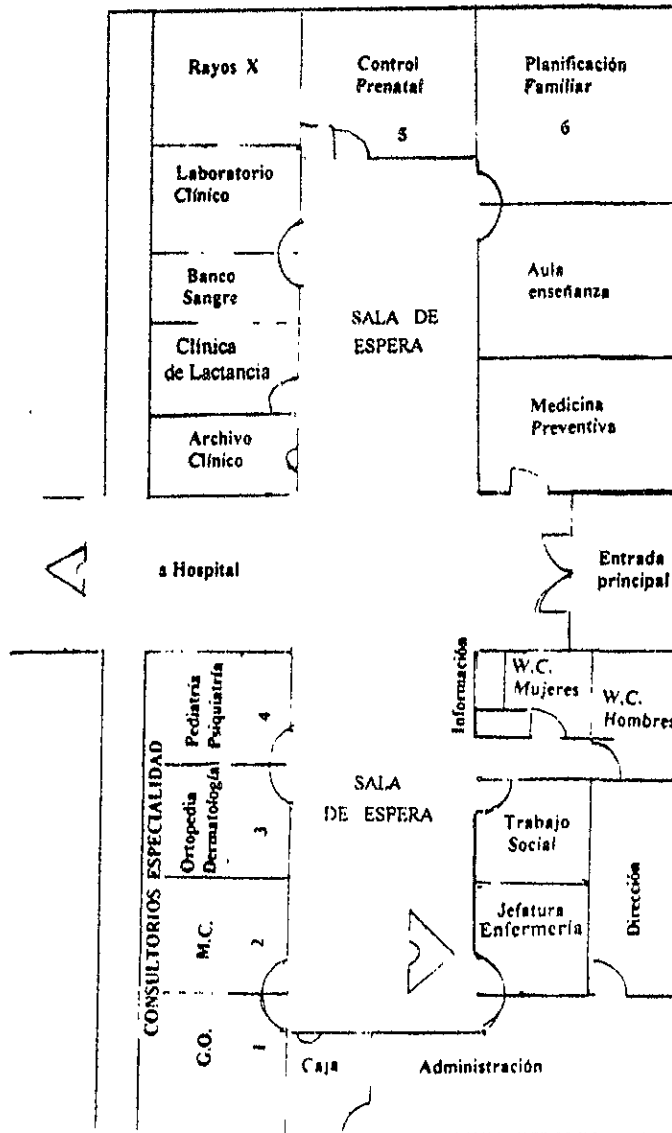 Rayos X
Control
Prenatal
5
Planificación
Familiar
6
Laboratorio
Clínico
Banco
Sangre
Clínica
de Lactancia
Archivo
Clínico
SALA DE
ESPERA
Aula
enseñanza
Medicina
Preventiva
a Hospital
Entrada
principal
CONSULTORIOS ESPECIALIDAD
Pediatría
Psiquiatría
4
Ortopedia
Dermatología
3
M.C.
2
G.O.
1
SALA
DE ESPERA
Información
W.C.
Mujeres
W.C.
Hombres
Trabajo
Social
Jefatura
Enfermería
Dirección
Caja
Administración